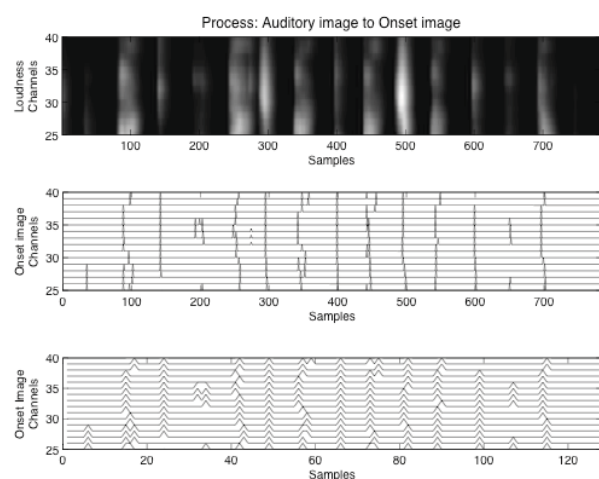 Process: Auditory image to Onset image
Loudness
Channels
40
35
30
25
100 200 300 400 500 600 700
Samples
Onset image
Channels
40
35
30
25
0 100 200 300 400 500 600 700
Samples
Onset Image
Channels
40
35
30
25
0 20 40 60 80 100 120
Samples